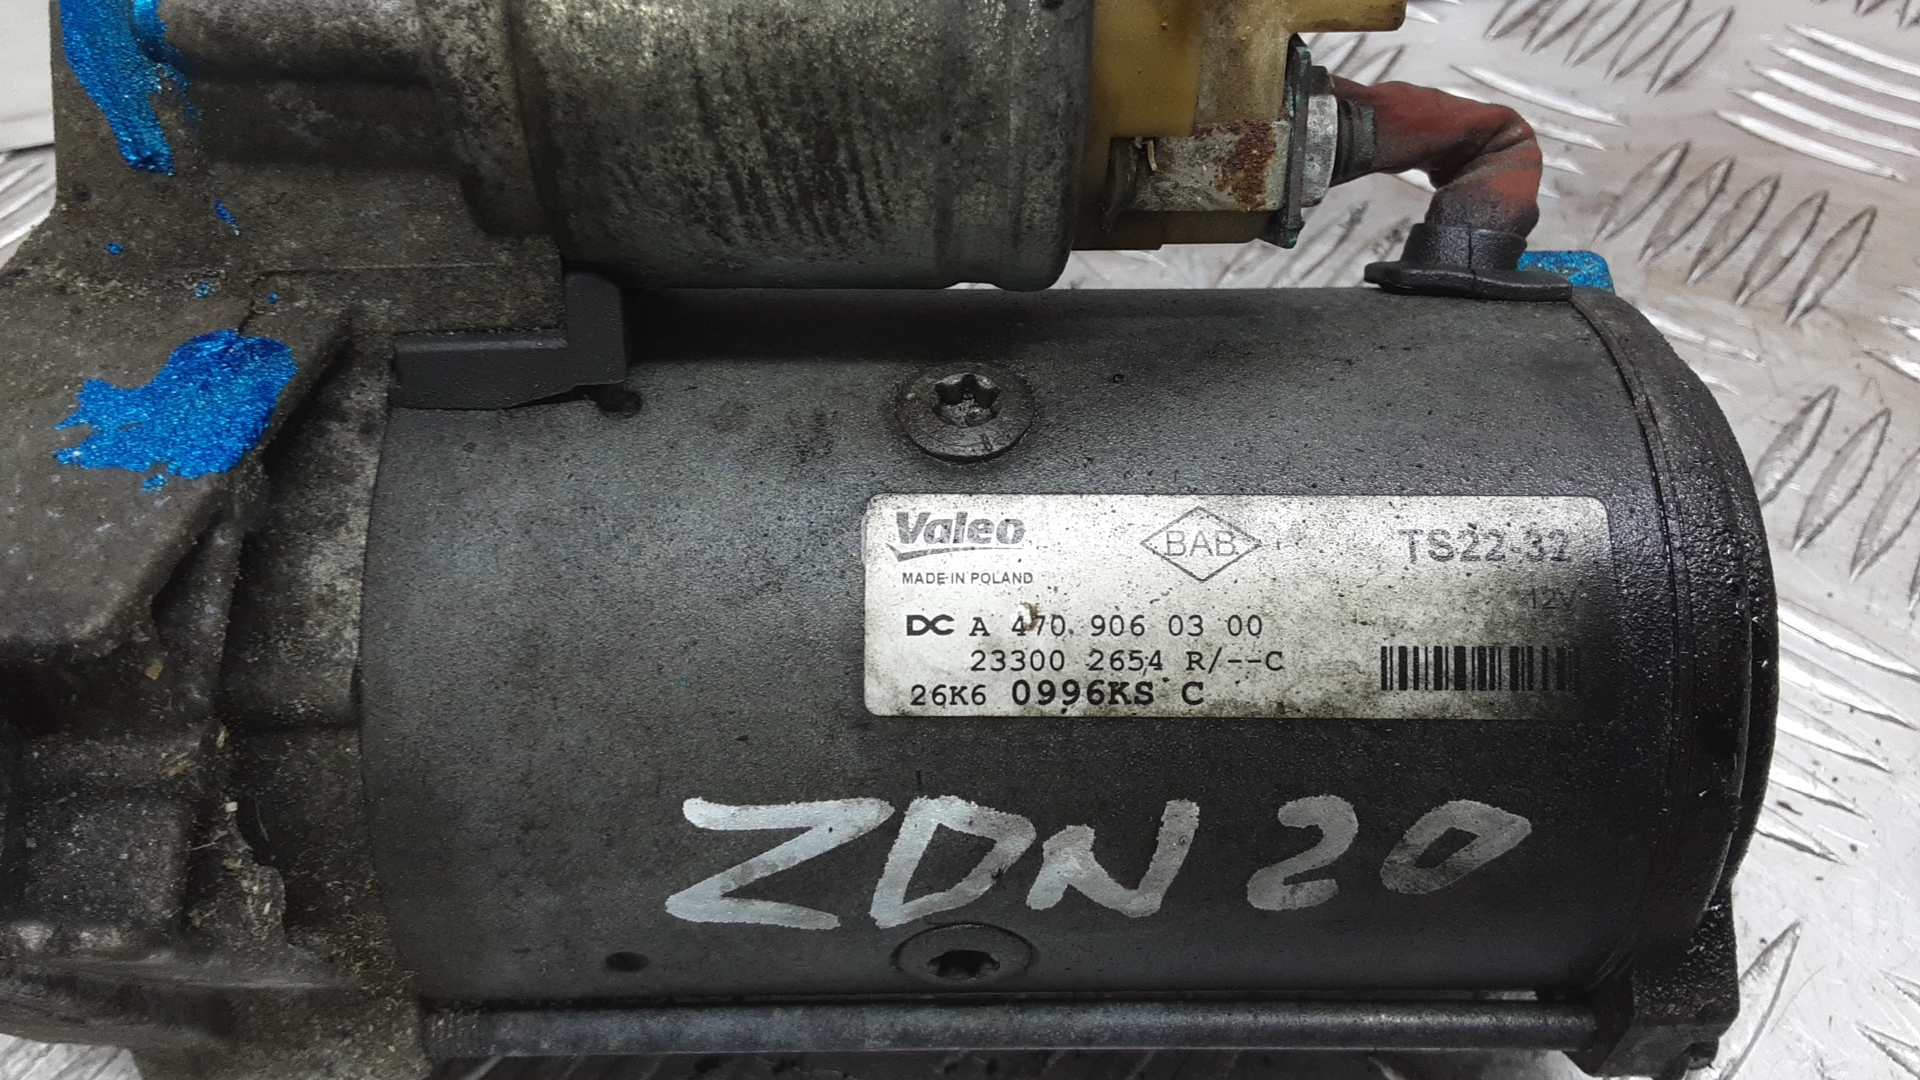 Valeo BAB TS22-32
MADE IN POLAND
12V
DC A 470 906 03 00
23300 2654 R/--C
26K6 0996KS C
ZDN 20